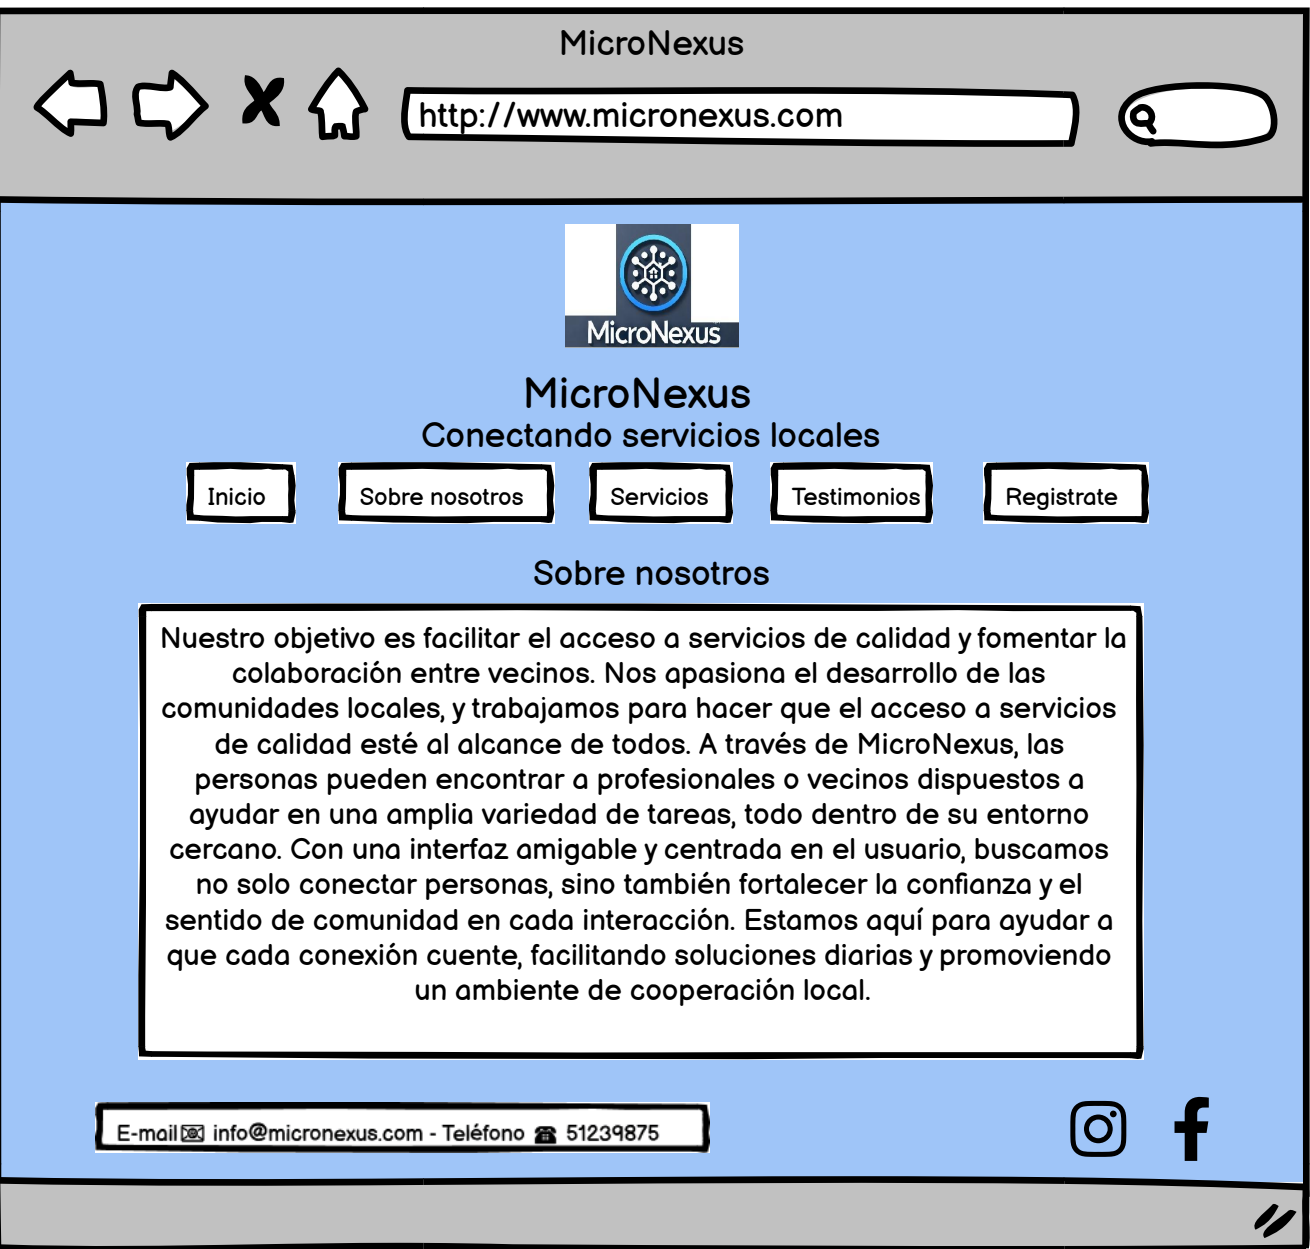 MicroNexus
http://www.micronexus.com
MicroNexus
MicroNexus
Conectando servicios locales
Inicio
Sobre nosotros
Servicios
Testimonios
Registrate
Sobre nosotros
Nuestro objetivo es facilitar el acceso a servicios de calidad y fomentar la
colaboración entre vecinos. Nos apasiona el desarrollo de las
comunidades locales, y trabajamos para hacer que el acceso a servicios
de calidad esté al alcance de todos. A través de MicroNexus, las
personas pueden encontrar a profesionales o vecinos dispuestos a
ayudar en una amplia variedad de tareas, todo dentro de su entorno
cercano. Con una interfaz amigable y centrada en el usuario, buscamos
no solo conectar personas, sino también fortalecer la confianza y el
sentido de comunidad en cada interacción. Estamos aquí para ayudar a
que cada conexión cuente, facilitando soluciones diarias y promoviendo
un ambiente de cooperación local.
E-mail📧 info@micronexus.com - Teléfono ☎ 51239875